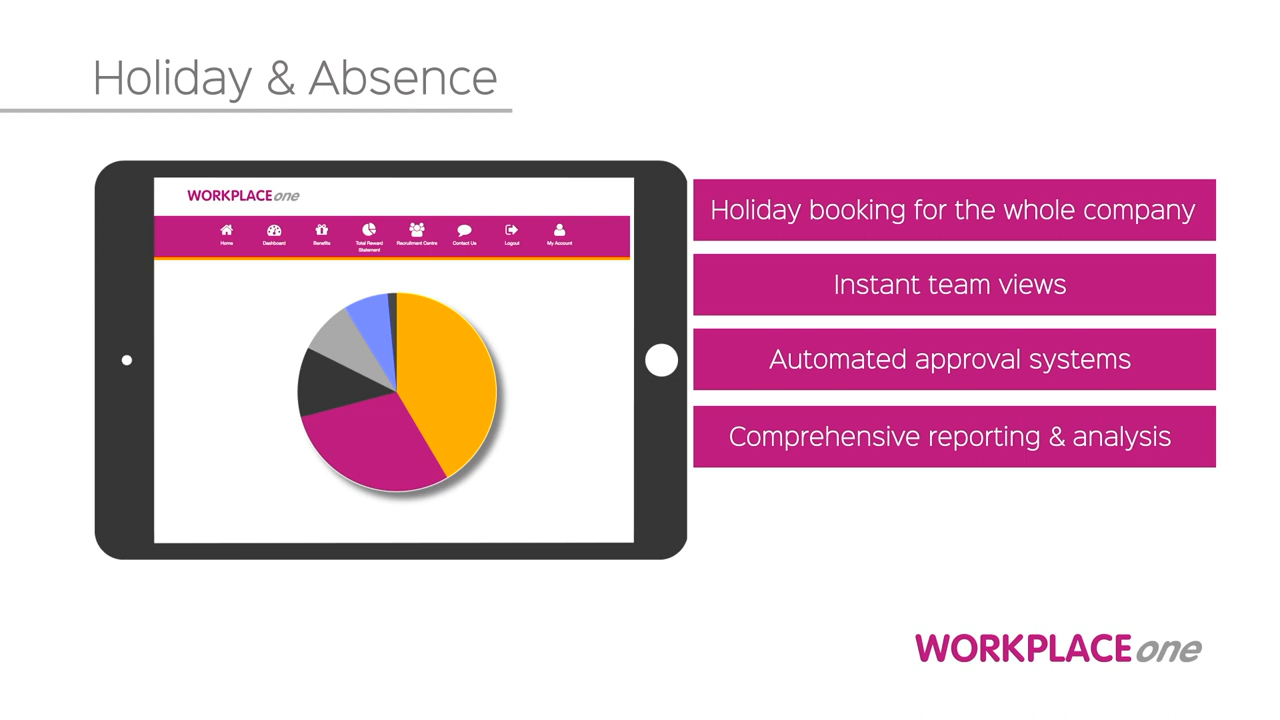 Holiday & Absence
WORKPLACE one
Home
Dashboard
Benefits
Total Reward
Statement
Recruitment Centre
Contact Us
Logout
My Account
Holiday booking for the whole company
Instant team views
Automated approval systems
Comprehensive reporting & analysis
WORKPLACE one